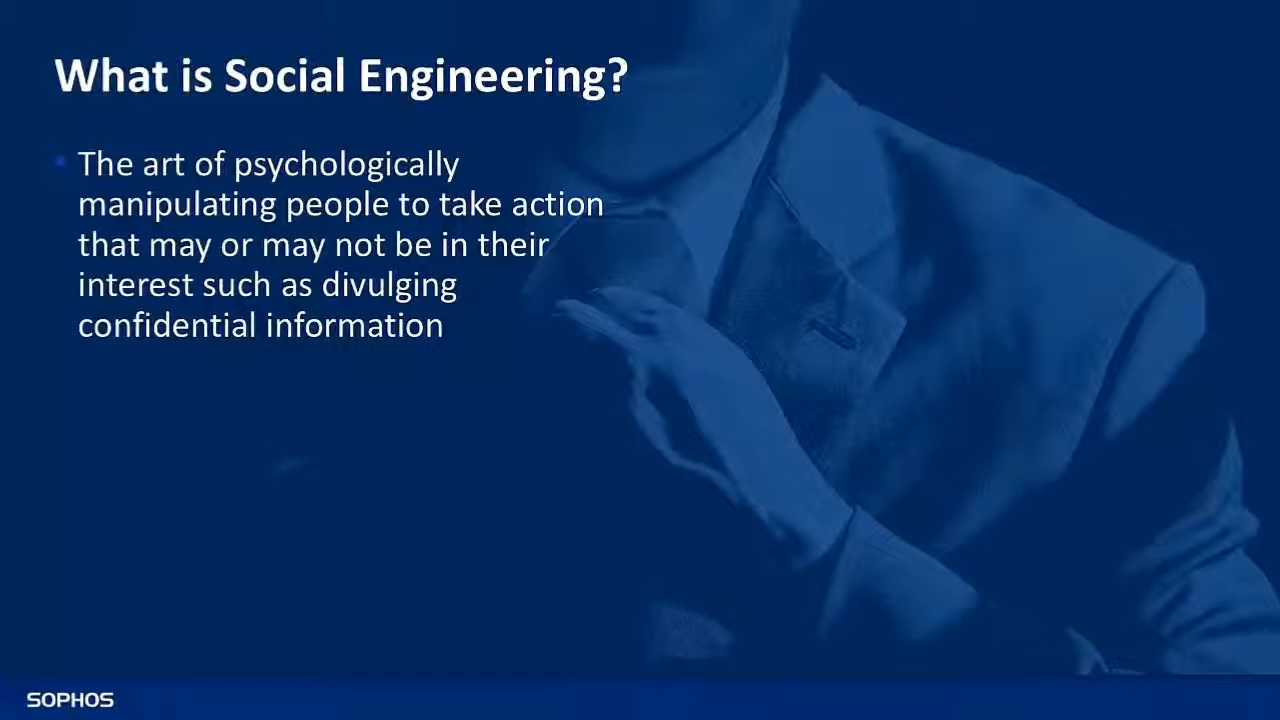 What is Social Engineering?
The art of psychologically
manipulating people to take action
that may or may not be in their
interest such as divulging
confidential information
SOPHOS